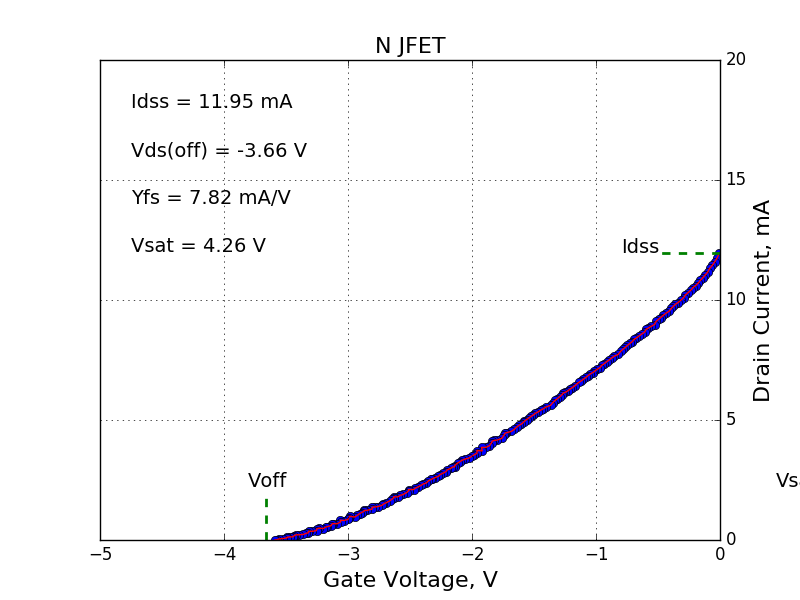 N JFET
Idss = 11.95 mA
Vds(off) = -3.66 V
Yfs = 7.82 mA/V
Vsat = 4.26 V
Idss
Voff
Vs
20
15
10
5
0
Drain Current, mA
−5 −4 −3 −2 −1 0
Gate Voltage, V